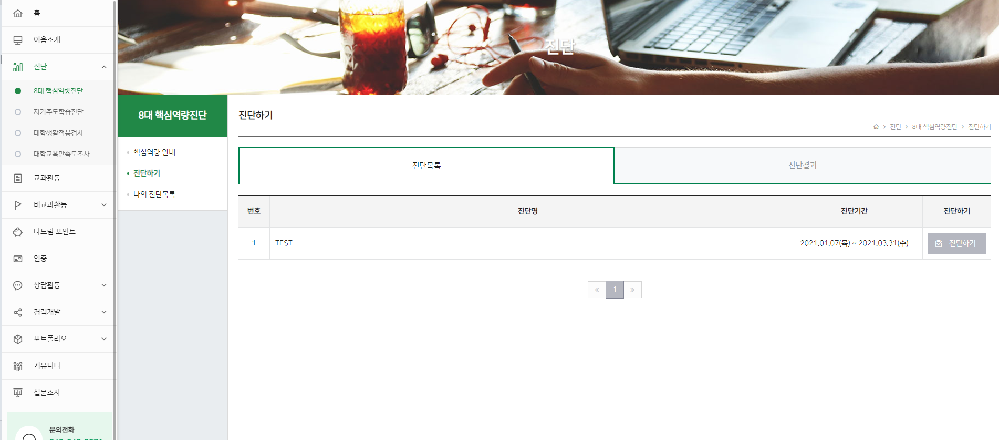 홈
이음소개
진단
8대 핵심역량진단
자기주도학습진단
대학생활적응검사
대학교육만족도조사
교과활동
비교과활동
다드림 포인트
인증
상담활동
경력개발
포트폴리오
커뮤니티
설문조사
문의전화
진단
8대 핵심역량진단
핵심역량 안내
진단하기
나의 진단목록
진단하기
진단 > 8대 핵심역량진단 > 진단하기
진단목록 진단결과
번호 진단명 진단기간 진단하기
1 TEST 2021.01.07(목) ~ 2021.03.31(수) 진단하기
« 1 »